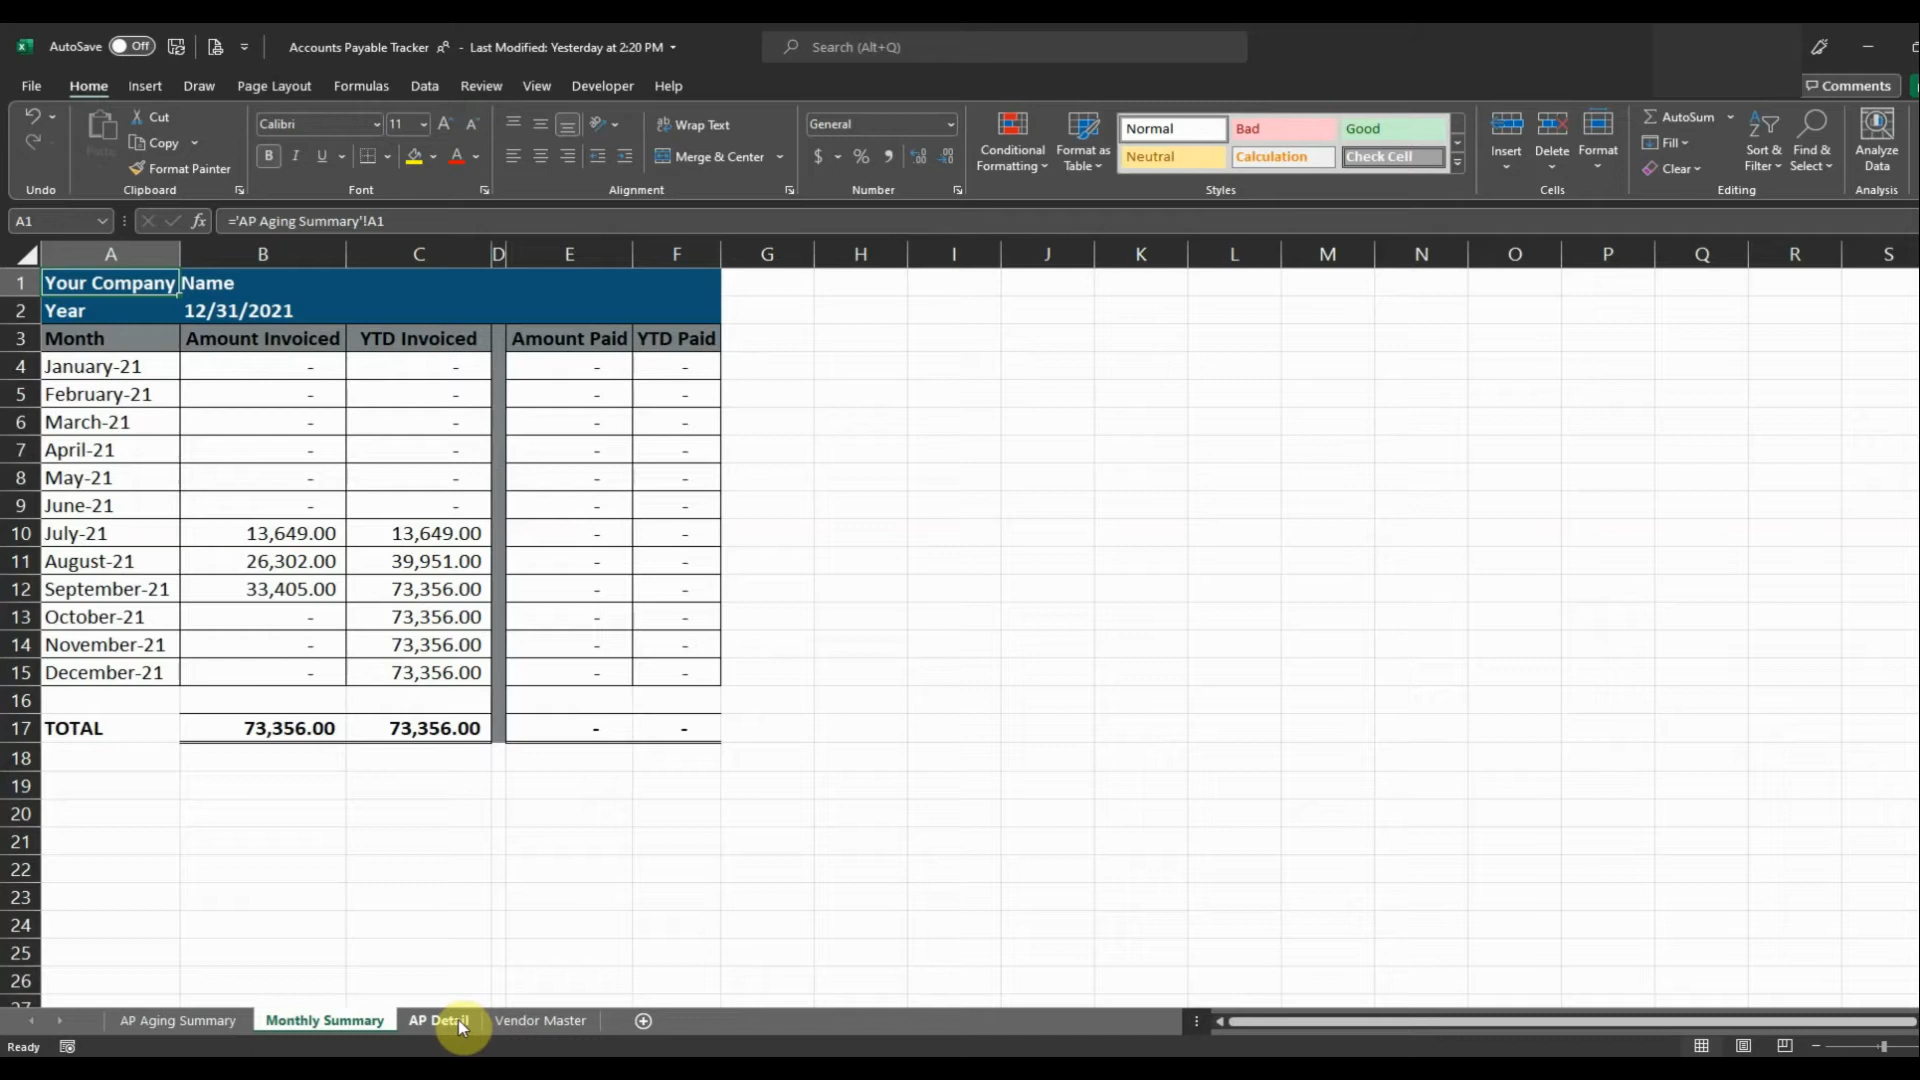 AutoSave Off Accounts Payable Tracker - Last Modified: Yesterday at 2:20 PM Search (Alt+Q)
File Home Insert Draw Page Layout Formulas Data Review View Developer Help Comments
Cut
Copy
Format Painter
Undo Clipboard
Calibri 11
B I U
Font
Wrap Text
Merge & Center
Alignment
General
$ % 9
Number
Conditional Formatting
Format as Table
Normal Bad Good
Neutral Calculation Check Cell
Styles
Insert Delete Format
Cells
AutoSum
Fill
Clear
Sort & Filter
Find & Select
Editing
Analyze Data
Analysis
A1 fx ='AP Aging Summary'!A1
A B C D E F G H I J K L M N O P Q R S
1 Your Company Name
2 Year 12/31/2021
3 Month Amount Invoiced YTD Invoiced Amount Paid YTD Paid
4 January-21 - - - -
5 February-21 - - - -
6 March-21 - - - -
7 April-21 - - - -
8 May-21 - - - -
9 June-21 - - - -
10 July-21 13,649.00 13,649.00 - -
11 August-21 26,302.00 39,951.00 - -
12 September-21 33,405.00 73,356.00 - -
13 October-21 - 73,356.00 - -
14 November-21 - 73,356.00 - -
15 December-21 - 73,356.00 - -
16
17 TOTAL 73,356.00 73,356.00 - -
18
19
20
21
22
23
24
25
26
27
AP Aging Summary Monthly Summary AP Detail Vendor Master
Ready